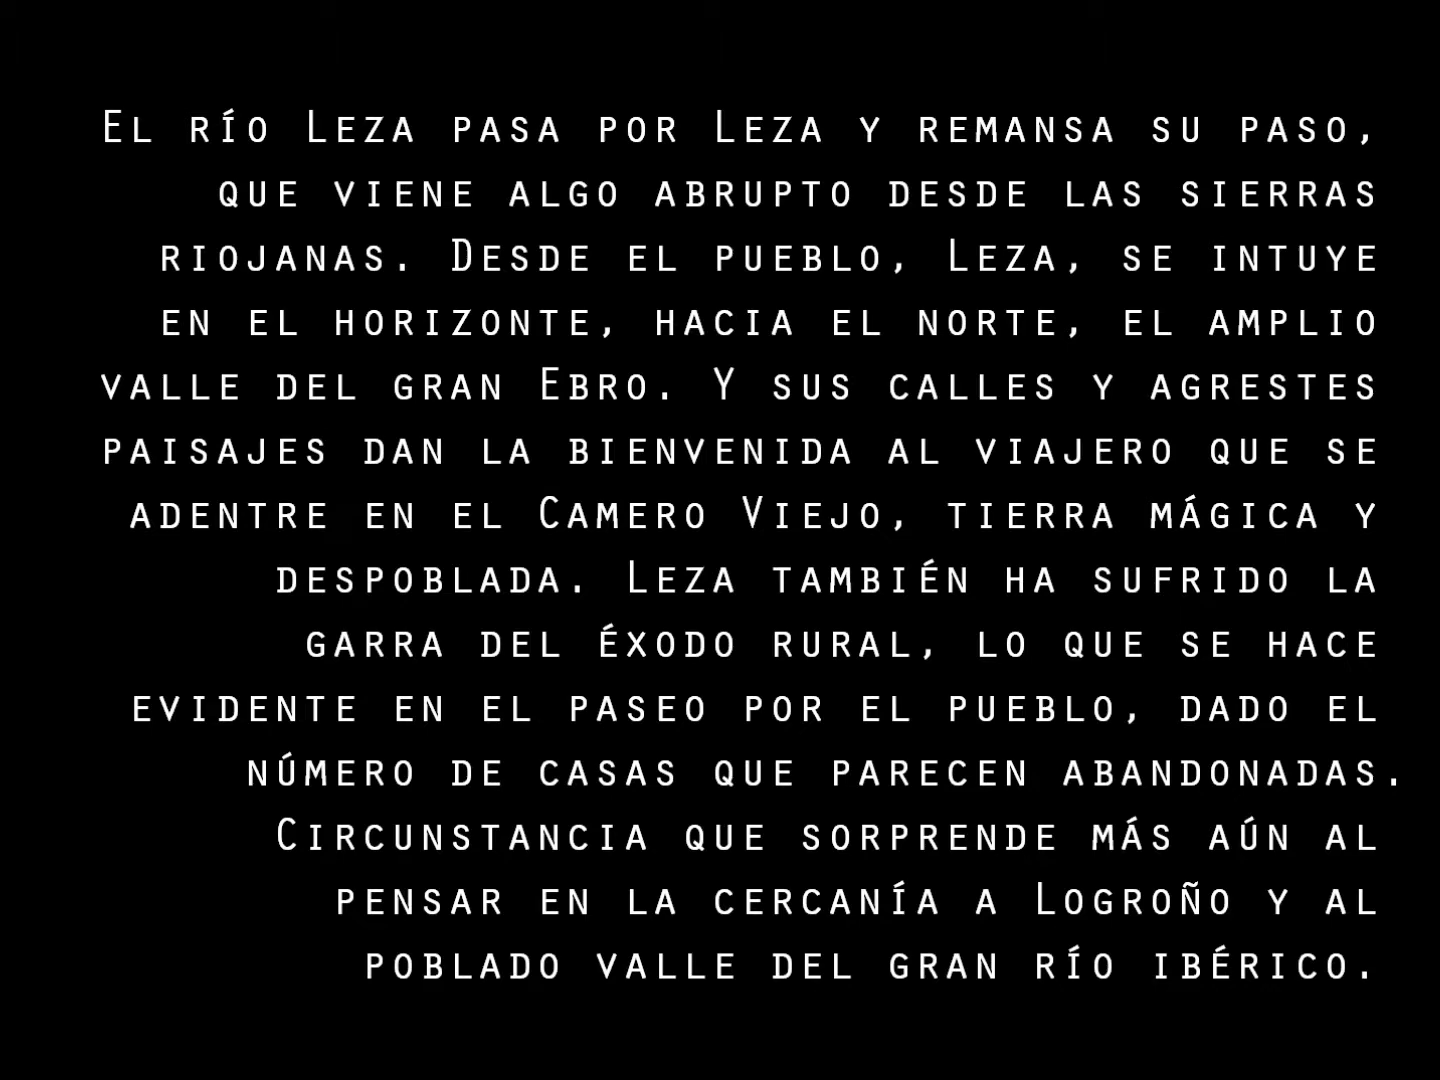 El río Leza pasa por Leza y remansa su paso,
que viene algo abrupto desde las sierras
riojanas. Desde el pueblo, Leza, se intuye
en el horizonte, hacia el norte, el amplio
valle del gran Ebro. Y sus calles y agrestes
paisajes dan la bienvenida al viajero que se
adentre en el Camero Viejo, tierra mágica y
despoblada. Leza también ha sufrido la
garra del éxodo rural, lo que se hace
evidente en el paseo por el pueblo, dado el
número de casas que parecen abandonadas.
Circunstancia que sorprende más aún al
pensar en la cercanía a Logroño y al
poblado valle del gran río ibérico.